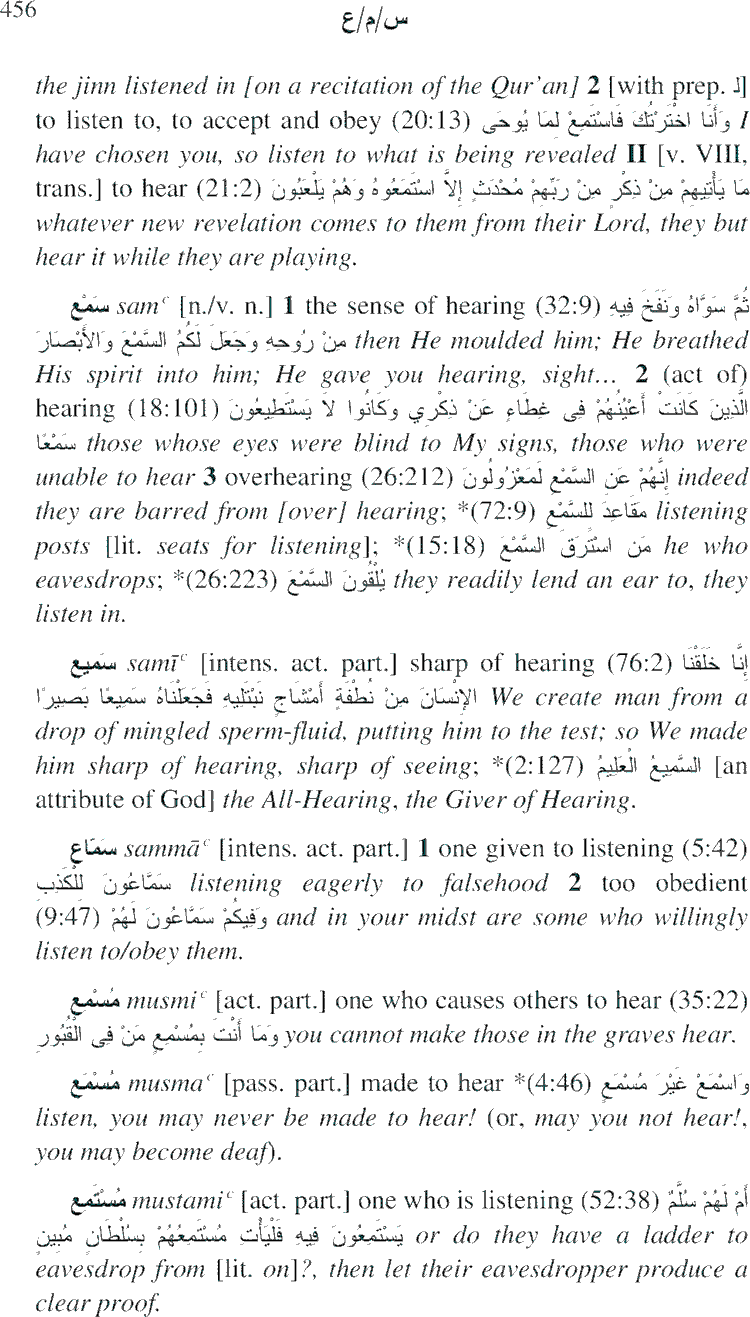 456
س/م/ع
the jinn listened in [on a recitation of the Qur'an] 2 [with prep. لـ]
to listen to, to accept and obey (20:13) وَأَنَا اخْتَرْتُكَ فَاسْتَمِعْ لِمَا يُوحَى I
have chosen you, so listen to what is being revealed II [v. VIII,
trans.] to hear (21:2) مَا يَأْتِيهِمْ مِنْ ذِكْرٍ مِنْ رَبِّهِمْ مُحْدَثٍ إِلاَّ اسْتَمَعُوهُ وَهُمْ يَلْعَبُونَ
whatever new revelation comes to them from their Lord, they but
hear it while they are playing.
سَمْع samᶜ [n./v. n.] 1 the sense of hearing (32:9) ثُمَّ سَوَّاهُ وَنَفَخَ فِيهِ
مِنْ رُوحِهِ وَجَعَلَ لَكُمُ السَّمْعَ وَالأَبْصَارَ then He moulded him; He breathed
His spirit into him; He gave you hearing, sight... 2 (act of)
hearing (18:101) الَّذِينَ كَانَتْ أَعْيُنُهُمْ فِى غِطَاءٍ عَنْ ذِكْرِي وَكَانُوا لاَ يَسْتَطِيعُونَ
سَمْعًا those whose eyes were blind to My signs, those who were
unable to hear 3 overhearing (26:212) إِنَّهُمْ عَنِ السَّمْعِ لَمَعْزُولُونَ indeed
they are barred from [over] hearing; *(72:9) مَقَاعِدَ لِلسَّمْعِ listening
posts [lit. seats for listening]; *(15:18) مَن اسْتَرَقَ السَّمْعَ he who
eavesdrops; *(26:223) يُلْقُونَ السَّمْعَ they readily lend an ear to, they
listen in.
سَمِيع samīᶜ [intens. act. part.] sharp of hearing (76:2) إِنَّا خَلَقْنَا
الإِنْسَانَ مِنْ نُطْفَةٍ أَمْشَاجٍ نَبْتَلِيهِ فَجَعَلْنَاهُ سَمِيعًا بَصِيرًا We create man from a
drop of mingled sperm-fluid, putting him to the test; so We made
him sharp of hearing, sharp of seeing; *(2:127) السَّمِيعُ الْعَلِيمُ [an
attribute of God] the All-Hearing, the Giver of Hearing.
سَمَّاع sammāᶜ [intens. act. part.] 1 one given to listening (5:42)
سَمَّاعُونَ لِلْكَذِبِ listening eagerly to falsehood 2 too obedient
(9:47) وَفِيكُمْ سَمَّاعُونَ لَهُمْ and in your midst are some who willingly
listen to/obey them.
مُسْمِع musmiᶜ [act. part.] one who causes others to hear (35:22)
وَمَا أَنْتَ بِمُسْمِعٍ مَنْ فِى الْقُبُورِ you cannot make those in the graves hear.
مُسْمَع musmaᶜ [pass. part.] made to hear *(4:46) وَاسْمَعْ غَيْرَ مُسْمَعٍ
listen, you may never be made to hear! (or, may you not hear!,
you may become deaf).
مُسْتَمِع mustamiᶜ [act. part.] one who is listening (52:38) أَمْ لَهُمْ سُلَّمٌ
يَسْتَمِعُونَ فِيهِ فَلْيَأْتِ مُسْتَمِعُهُمْ بِسُلْطَانٍ مُبِينٍ or do they have a ladder to
eavesdrop from [lit. on]?, then let their eavesdropper produce a
clear proof.